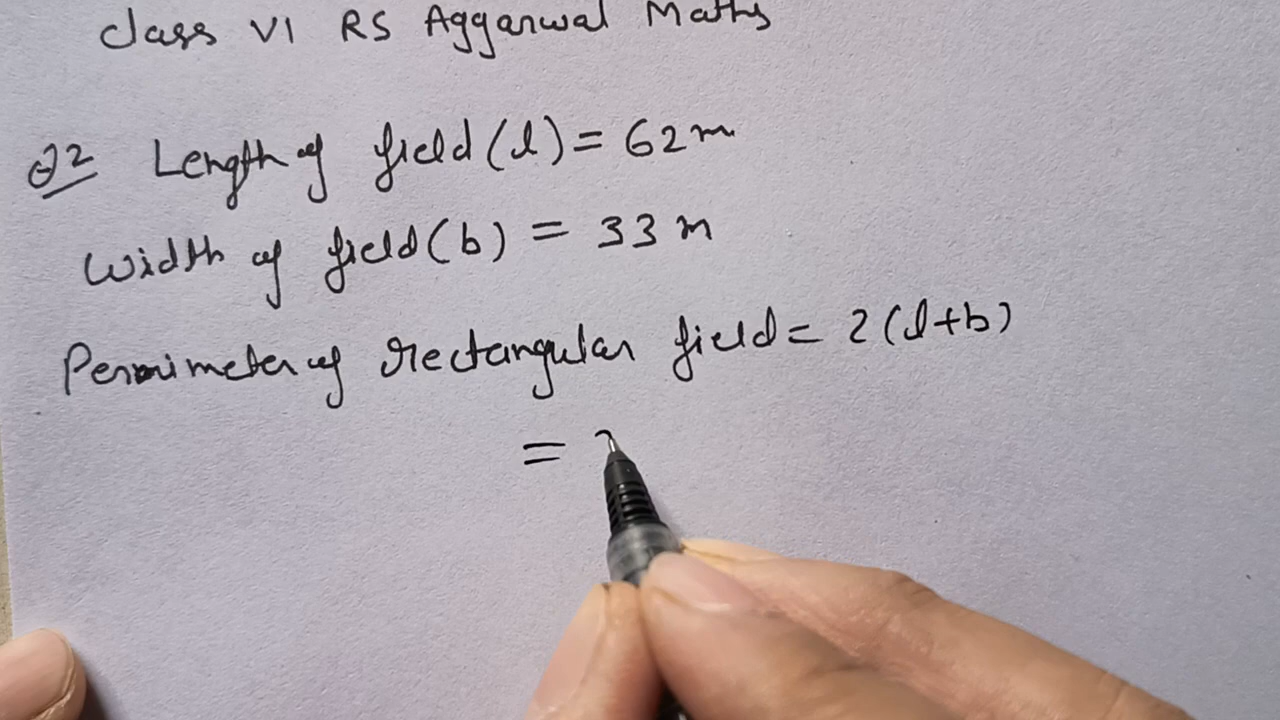 Class VI RS Aggarwal Maths
Q2 Length of field (l) = 62 m
Width of field (b) = 33 m
Perimeter of rectangular field = 2 (l+b)
=